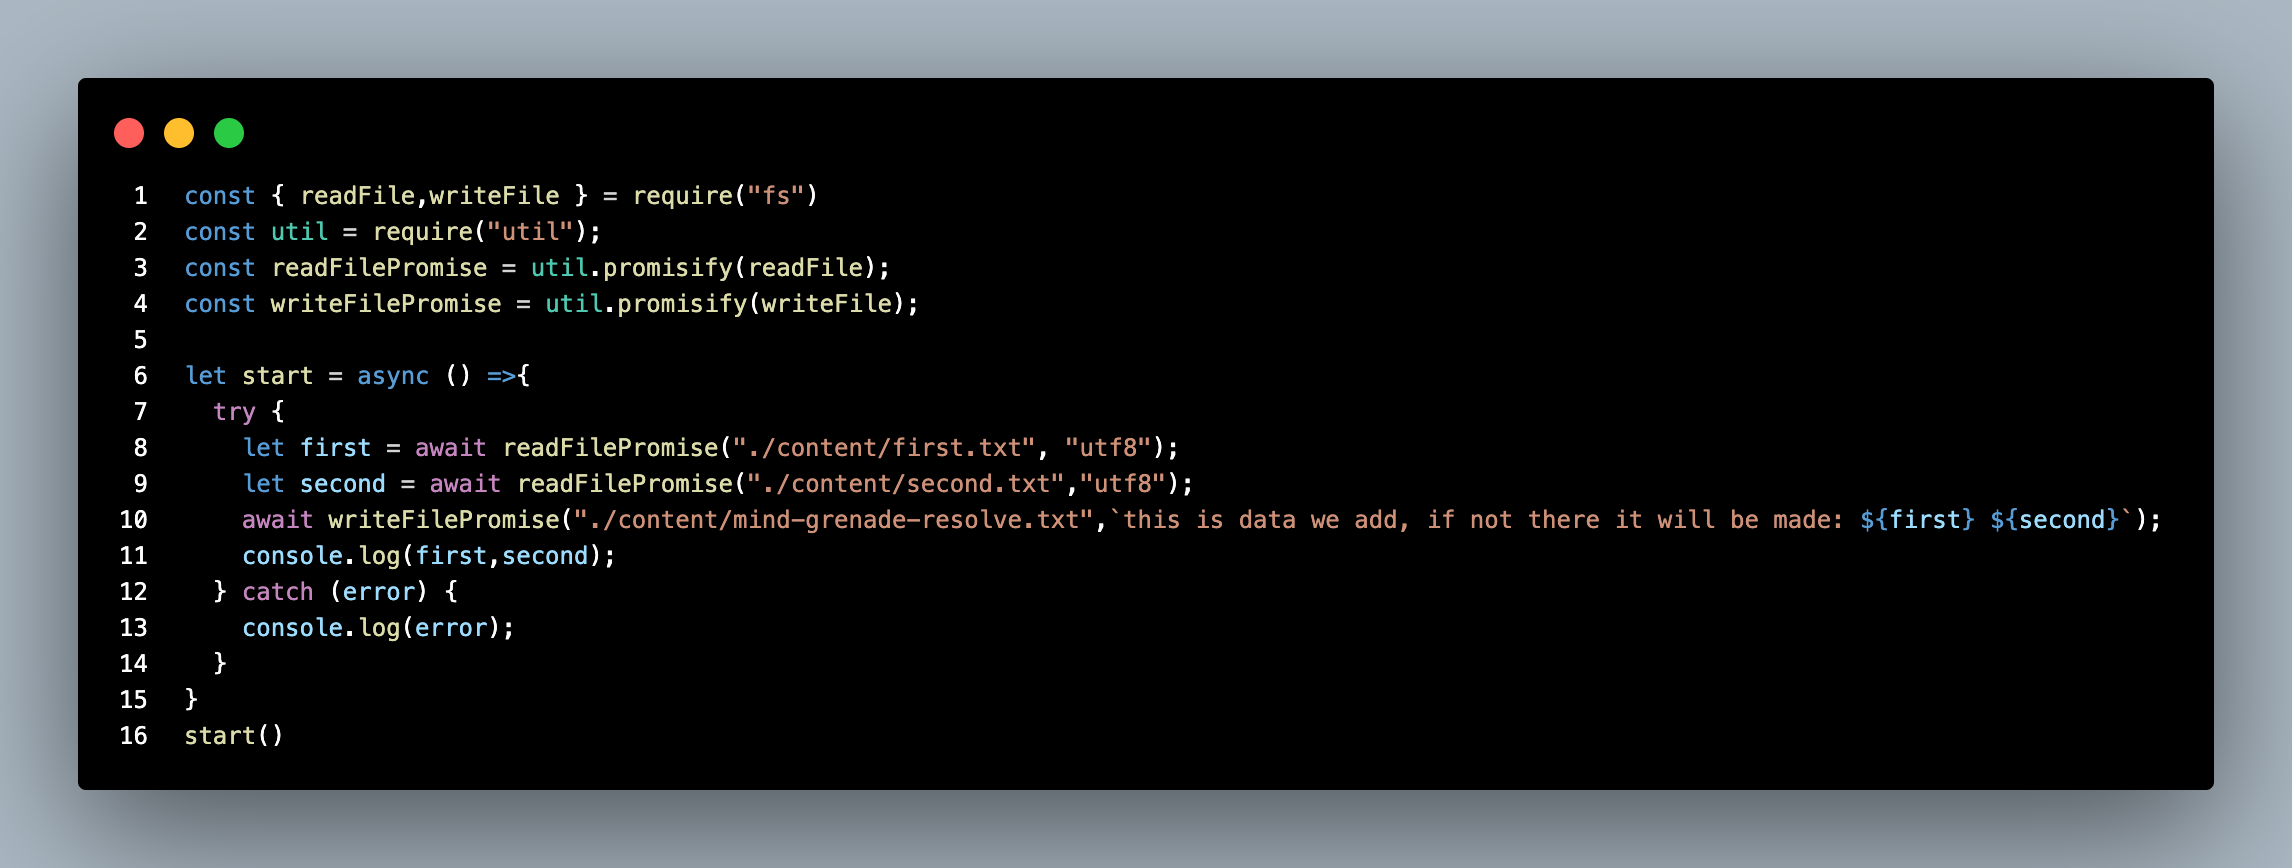 1 const { readFile,writeFile } = require("fs")
2 const util = require("util");
3 const readFilePromise = util.promisify(readFile);
4 const writeFilePromise = util.promisify(writeFile);
5
6 let start = async () =>{
7   try {
8     let first = await readFilePromise("./content/first.txt", "utf8");
9     let second = await readFilePromise("./content/second.txt","utf8");
10     await writeFilePromise("./content/mind-grenade-resolve.txt",`this is data we add, if not there it will be made: ${first} ${second}`);
11     console.log(first,second);
12   } catch (error) {
13     console.log(error);
14   }
15 }
16 start()